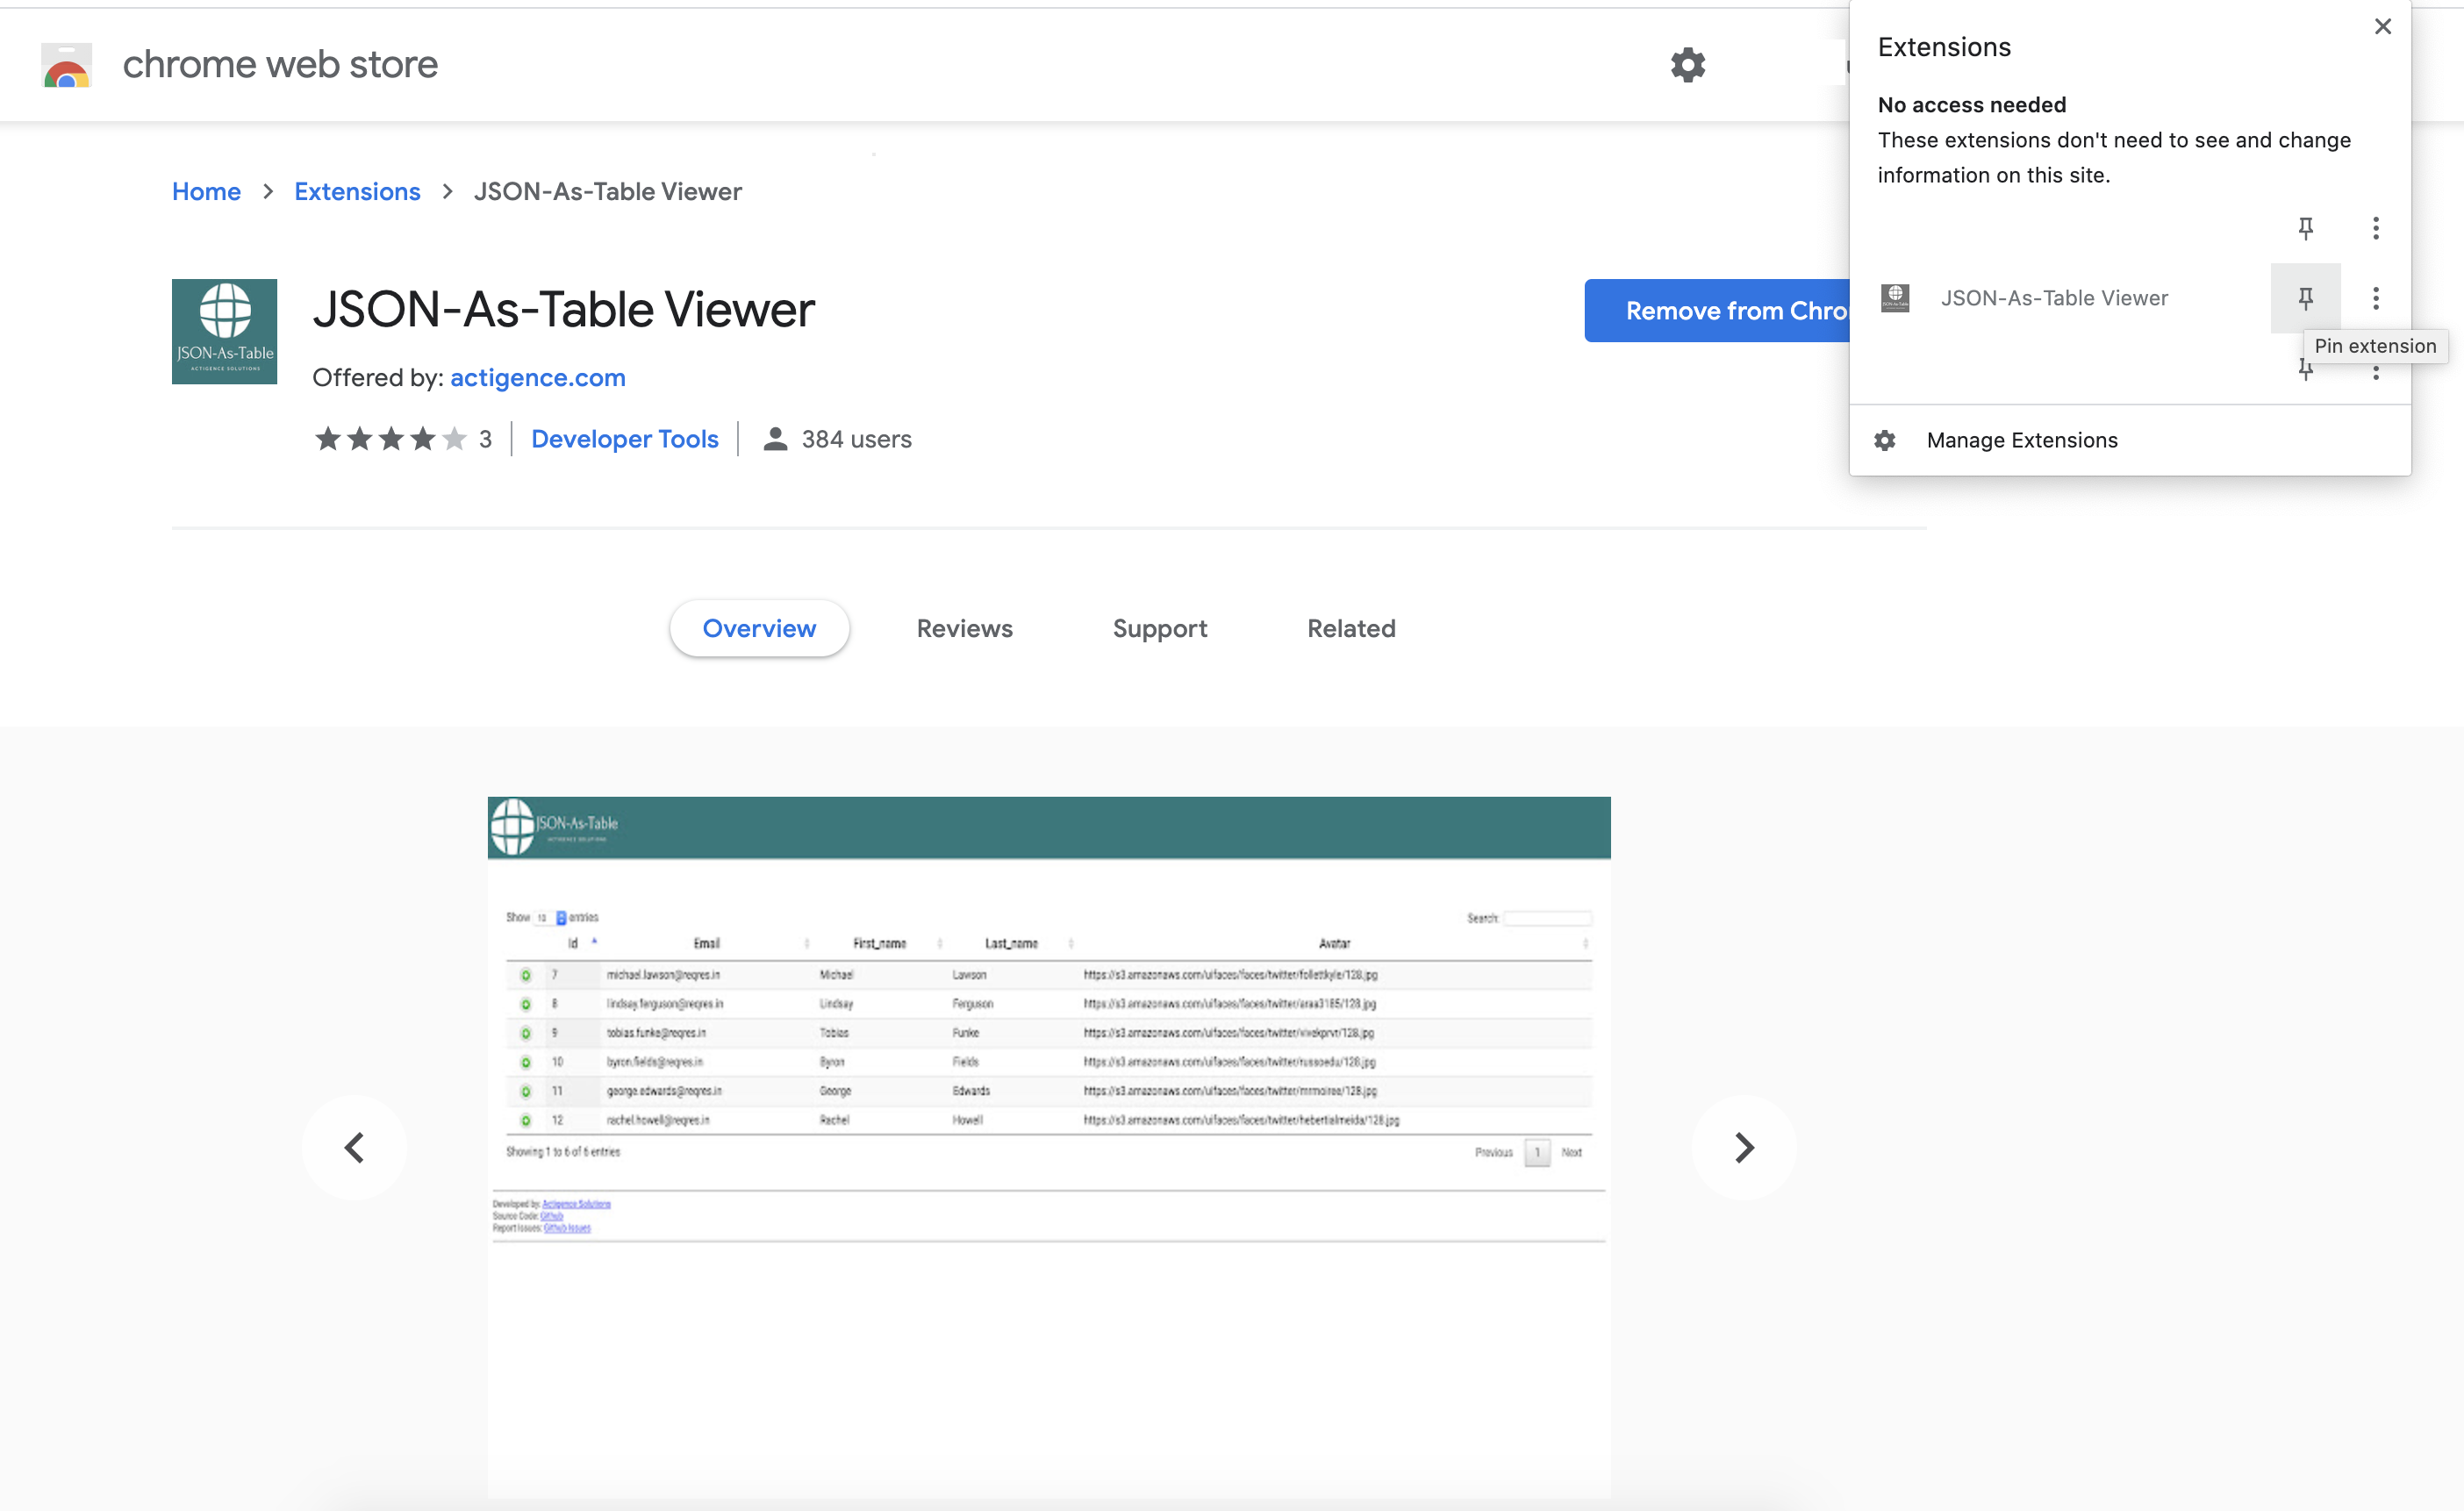 chrome web store
Home > Extensions > JSON-As-Table Viewer
JSON-As-Table
ACTIGENCE SOLUTIONS
JSON-As-Table Viewer
Offered by: actigence.com
3 Developer Tools 384 users
Remove from Chro
Extensions
No access needed
These extensions don't need to see and change
information on this site.
JSON-As-Table Viewer
Pin extension
Manage Extensions
Overview Reviews Support Related
JSON-As-Table
ACTIGENCE SOLUTIONS
Show 10 entries Search:
Id Email First_name Last_name Avatar
7 michael.lawson@reqres.in Michael Lawson https://s3.amazonaws.com/uifaces/faces/twitter/follettkyle/128.jpg
8 lindsay.ferguson@reqres.in Lindsay Ferguson https://s3.amazonaws.com/uifaces/faces/twitter/araa3185/128.jpg
9 tobias.funke@reqres.in Tobias Funke https://s3.amazonaws.com/uifaces/faces/twitter/vivekprvr/128.jpg
10 byron.fields@reqres.in Byron Fields https://s3.amazonaws.com/uifaces/faces/twitter/russoedu/128.jpg
11 george.edwards@reqres.in George Edwards https://s3.amazonaws.com/uifaces/faces/twitter/mrmoiree/128.jpg
12 rachel.howell@reqres.in Rachel Howell https://s3.amazonaws.com/uifaces/faces/twitter/hebertialmeida/128.jpg
Showing 1 to 6 of 6 entries Previous 1 Next
Developed by: Actigence Solutions
Source Code: Github
Report Issues: Github Issues